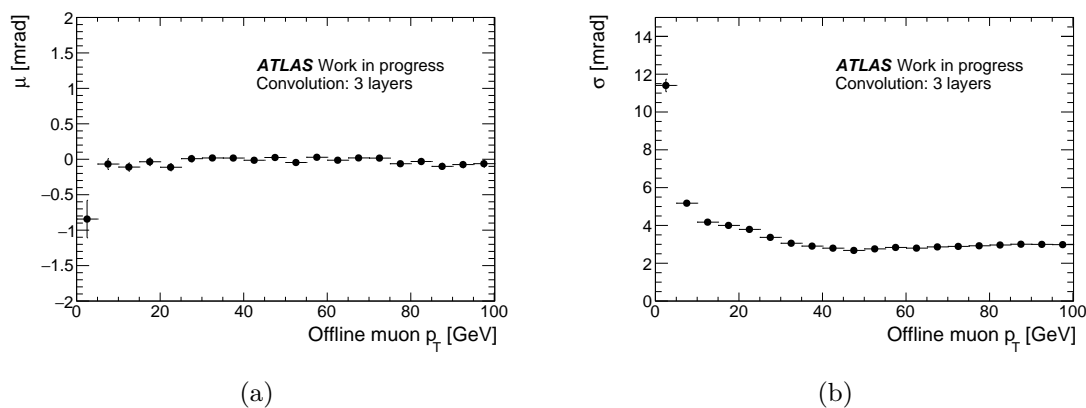 μ [mrad]
2
1.5
1
0.5
0
−0.5
−1
−1.5
−2
ATLAS Work in progress
Convolution: 3 layers
0 20 40 60 80 100
Offline muon p_T [GeV]
(a)
σ [mrad]
14
12
10
8
6
4
2
0
ATLAS Work in progress
Convolution: 3 layers
0 20 40 60 80 100
Offline muon p_T [GeV]
(b)